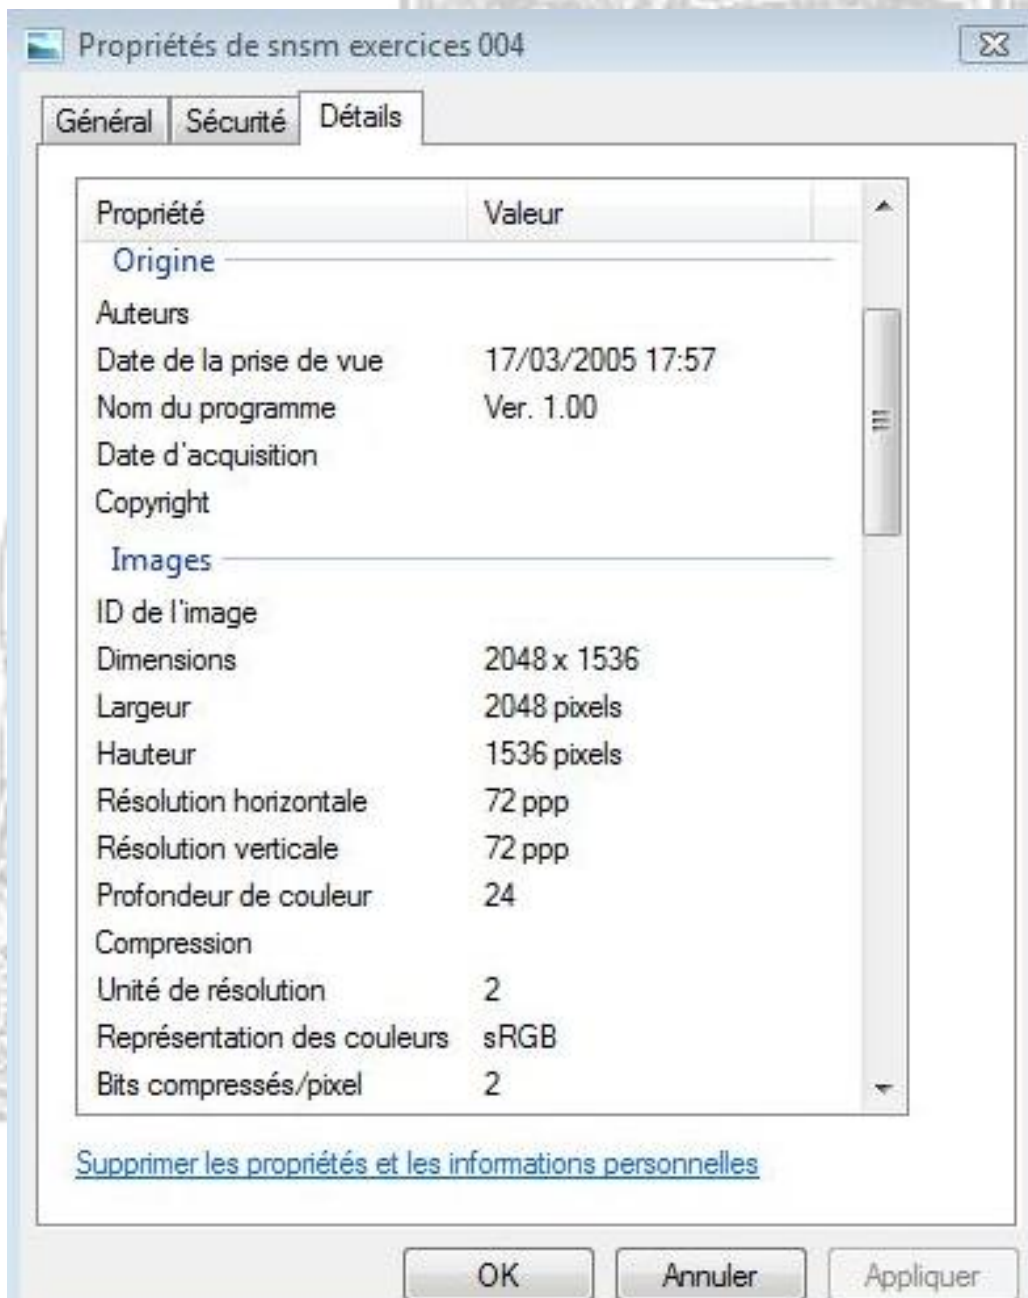 Propriétés de snsm exercices 004
Général Sécurité Détails
Propriété Valeur
Origine
Auteurs
Date de la prise de vue 17/03/2005 17:57
Nom du programme Ver. 1.00
Date d'acquisition
Copyright
Images
ID de l'image
Dimensions 2048 x 1536
Largeur 2048 pixels
Hauteur 1536 pixels
Résolution horizontale 72 ppp
Résolution verticale 72 ppp
Profondeur de couleur 24
Compression
Unité de résolution 2
Représentation des couleurs sRGB
Bits compressés/pixel 2
Supprimer les propriétés et les informations personnelles
OK Annuler Appliquer